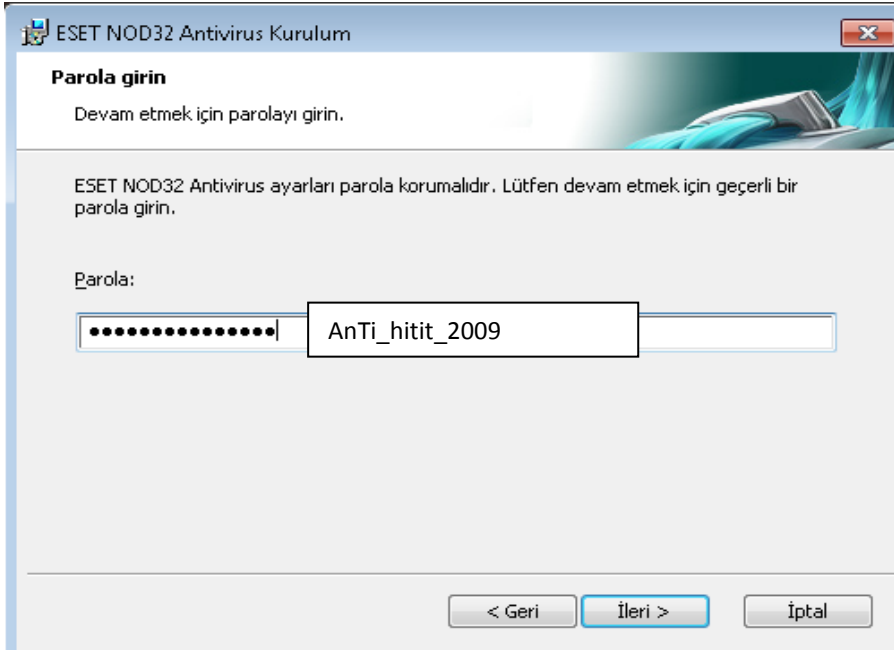 ESET NOD32 Antivirus Kurulum
Parola girin
Devam etmek için parolayı girin.
ESET NOD32 Antivirus ayarları parola korumalıdır. Lütfen devam etmek için geçerli bir
parola girin.
Parola:
●●●●●●●●●●●●●●● AnTi_hitit_2009
< Geri İleri > İptal